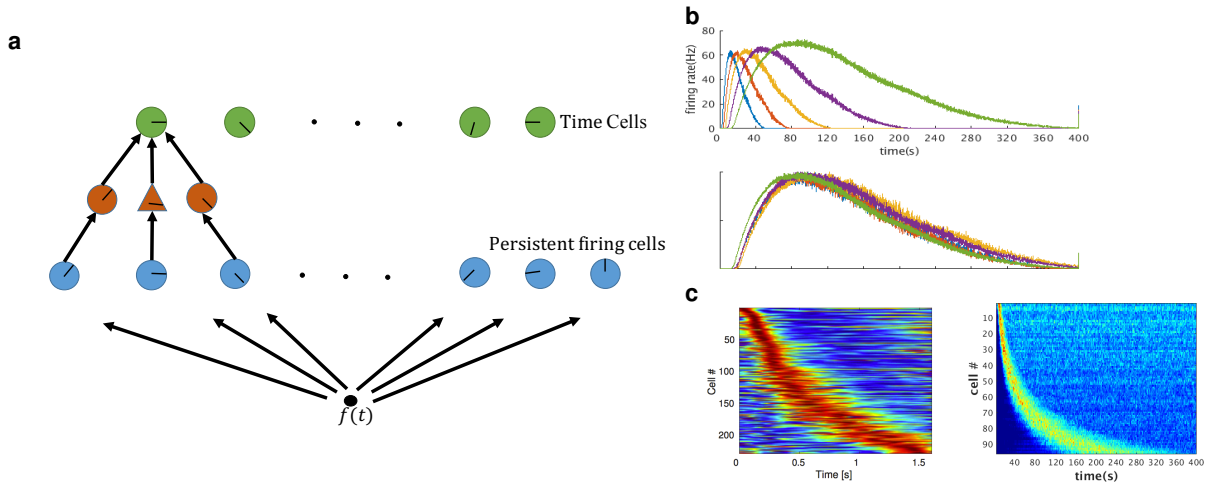 a
Time Cells
Persistent firing cells
f(t)
b
firing rate(Hz)
80
60
40
20
0
0 40 80 120 160 200 240 280 320 360 400
time(s)
c
Cell #
50
100
150
200
0 0.5 1 1.5
Time [s]
cell #
10
20
30
40
50
60
70
80
90
40 80 120 160 200 240 280 320 360 400
time(s)